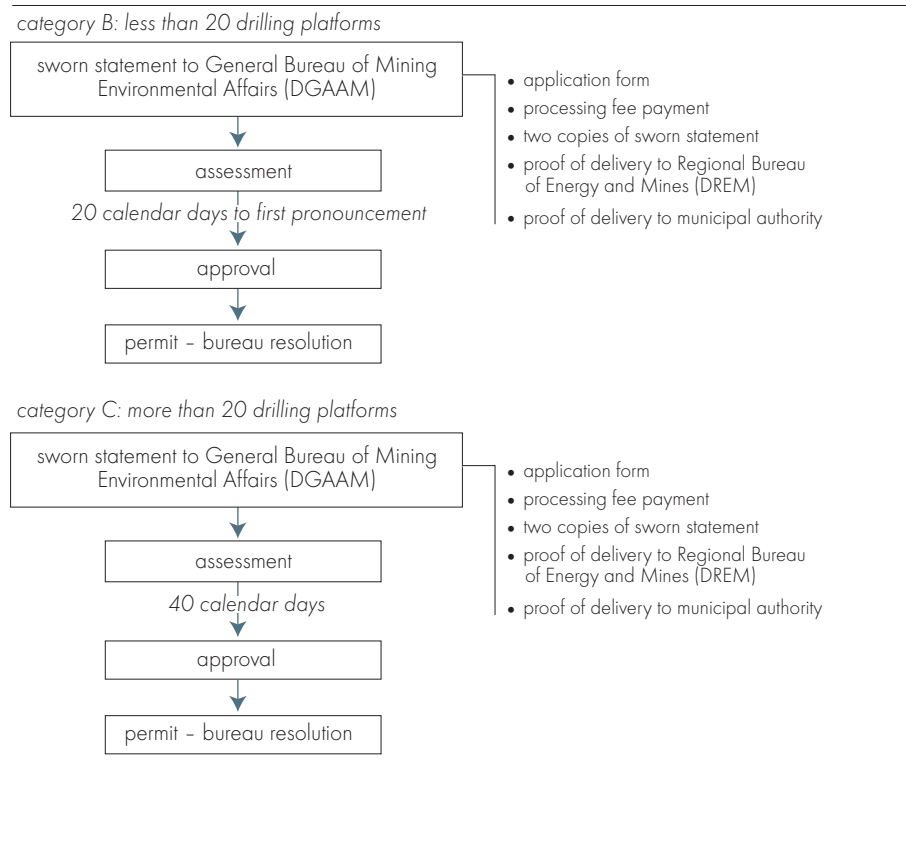 category B: less than 20 drilling platforms
sworn statement to General Bureau of Mining
Environmental Affairs (DGAAM)
• application form
• processing fee payment
• two copies of sworn statement
• proof of delivery to Regional Bureau
of Energy and Mines (DREM)
• proof of delivery to municipal authority
assessment
20 calendar days to first pronouncement
approval
permit – bureau resolution
category C: more than 20 drilling platforms
sworn statement to General Bureau of Mining
Environmental Affairs (DGAAM)
• application form
• processing fee payment
• two copies of sworn statement
• proof of delivery to Regional Bureau
of Energy and Mines (DREM)
• proof of delivery to municipal authority
assessment
40 calendar days
approval
permit – bureau resolution